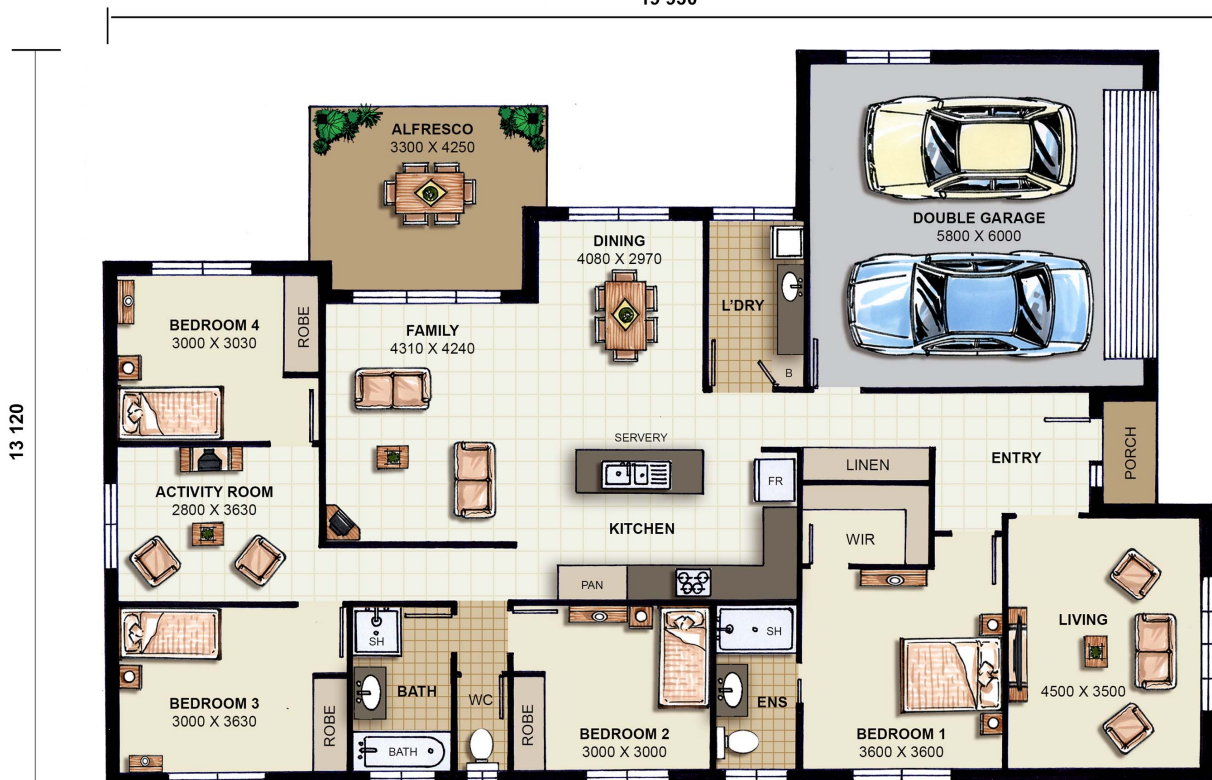 13 120
ALFRESCO
3300 X 4250
DOUBLE GARAGE
5800 X 6000
DINING
4080 X 2970
L'DRY
B
BEDROOM 4
3000 X 3030
ROBE
FAMILY
4310 X 4240
SERVERY
KITCHEN
FR
PAN
LINEN
WIR
ENTRY
PORCH
ACTIVITY ROOM
2800 X 3630
BEDROOM 3
3000 X 3630
ROBE
SH
BATH
BATH
WC
ROBE
BEDROOM 2
3000 X 3000
SH
ENS
BEDROOM 1
3600 X 3600
LIVING
4500 X 3500